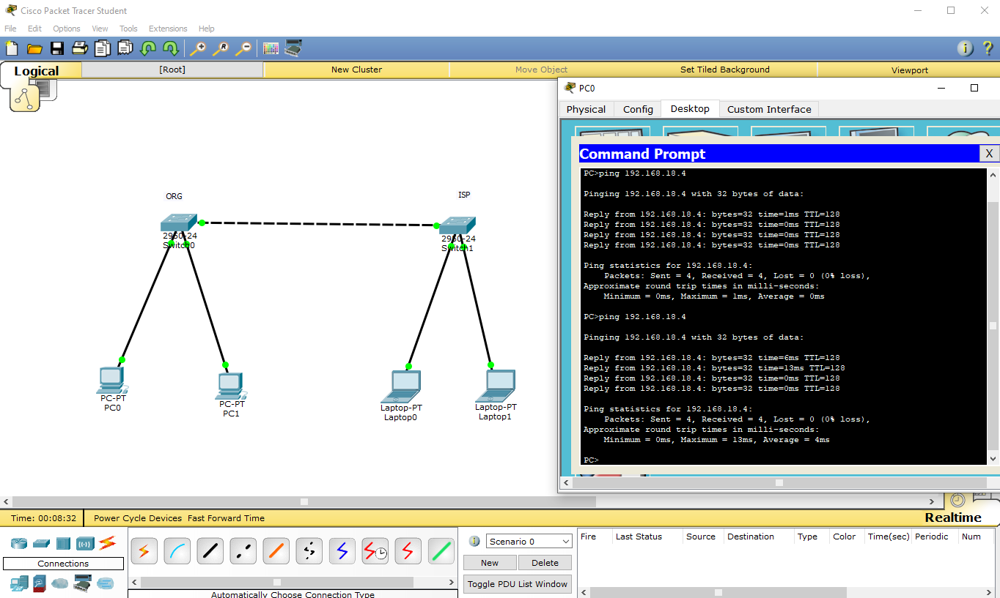 Cisco Packet Tracer Student
File Edit Options View Tools Extensions Help
Logical
[Root]
New Cluster
Move Object
Set Tiled Background
Viewport
PC0
Physical Config Desktop Custom Interface
Command Prompt
X
PC>ping 192.168.18.4
Pinging 192.168.18.4 with 32 bytes of data:
Reply from 192.168.18.4: bytes=32 time=1ms TTL=128
Reply from 192.168.18.4: bytes=32 time=0ms TTL=128
Reply from 192.168.18.4: bytes=32 time=0ms TTL=128
Reply from 192.168.18.4: bytes=32 time=0ms TTL=128
Ping statistics for 192.168.18.4:
Packets: Sent = 4, Received = 4, Lost = 0 (0% loss),
Approximate round trip times in milli-seconds:
Minimum = 0ms, Maximum = 1ms, Average = 0ms
PC>ping 192.168.18.4
Pinging 192.168.18.4 with 32 bytes of data:
Reply from 192.168.18.4: bytes=32 time=6ms TTL=128
Reply from 192.168.18.4: bytes=32 time=13ms TTL=128
Reply from 192.168.18.4: bytes=32 time=0ms TTL=128
Reply from 192.168.18.4: bytes=32 time=0ms TTL=128
Ping statistics for 192.168.18.4:
Packets: Sent = 4, Received = 4, Lost = 0 (0% loss),
Approximate round trip times in milli-seconds:
Minimum = 0ms, Maximum = 13ms, Average = 4ms
PC>
ORG
ISP
2960-24
Switch0
2960-24
Switch1
PC-PT
PC0
PC-PT
PC1
Laptop-PT
Laptop0
Laptop-PT
Laptop1
Time: 00:08:32
Power Cycle Devices Fast Forward Time
Realtime
Connections
Automatically Choose Connection Type
Scenario 0
New
Delete
Toggle PDU List Window
Fire Last Status Source Destination Type Color Time(sec) Periodic Num